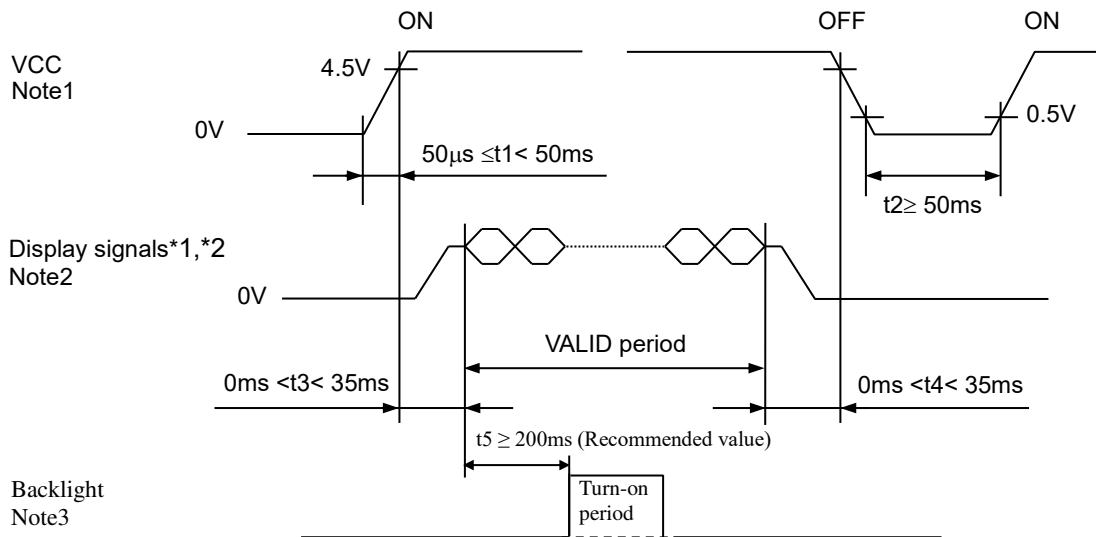 ON
OFF
ON
VCC
Note1
4.5V
0V
0.5V
50μs ≤t1< 50ms
t2≥ 50ms
Display signals*1,*2
Note2
0V
VALID period
0ms <t3< 35ms
0ms <t4< 35ms
t5 ≥ 200ms (Recommended value)
Backlight
Note3
Turn-on
period